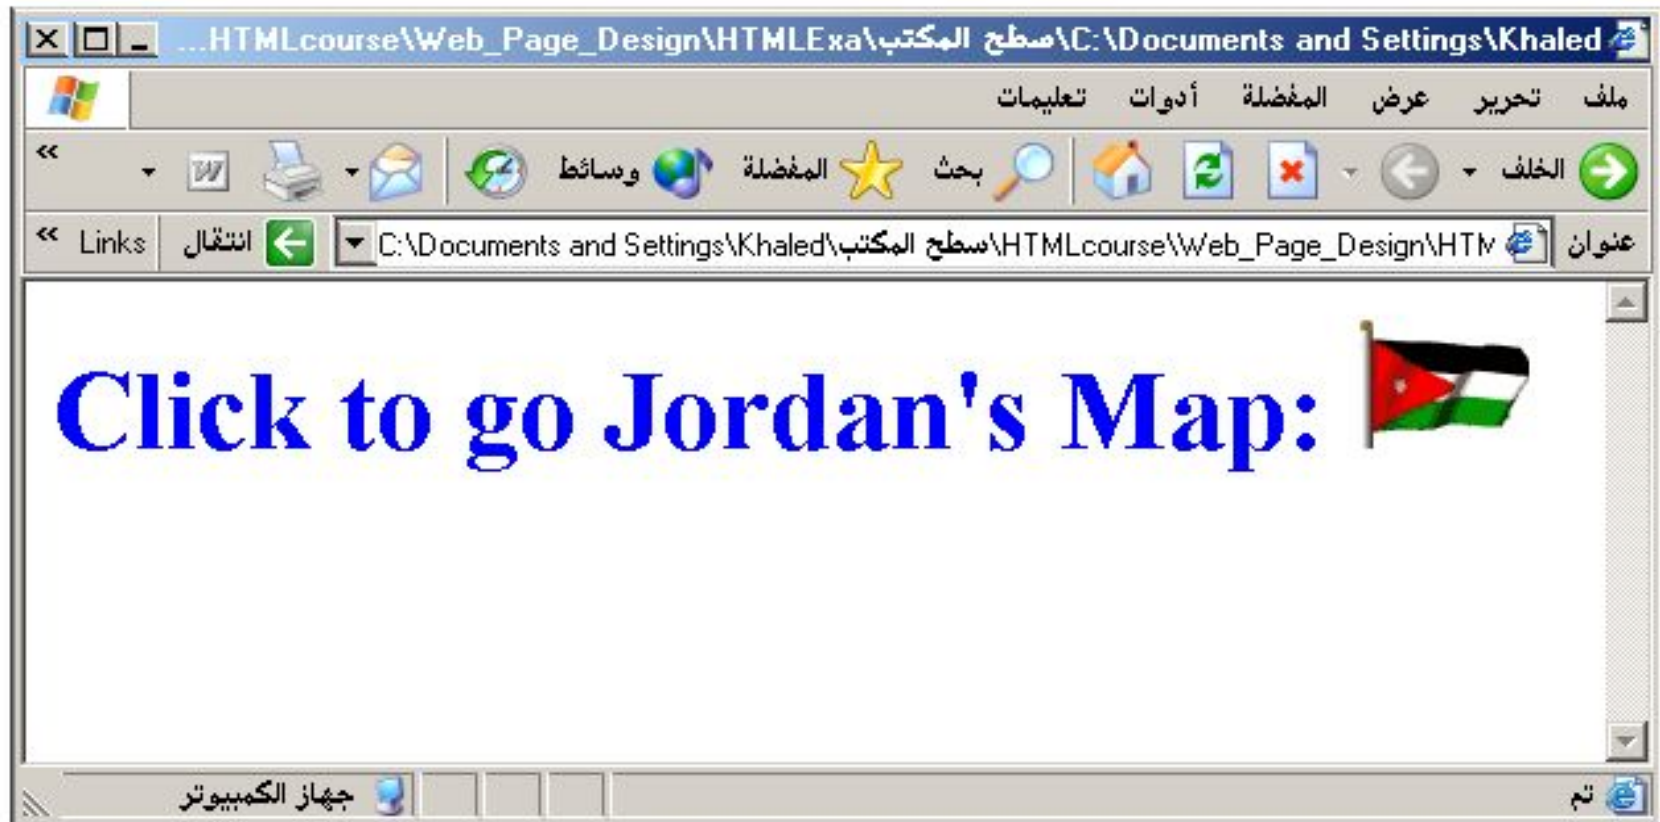 C:\Documents and Settings\Khaled\سطح المكتب\HTMLcourse\Web_Page_Design\HTMLExa...
ملف تحرير عرض المفضلة أدوات تعليمات
الخلف بحث المفضلة وسائط
عنوان C:\Documents and Settings\Khaled\سطح المكتب\HTMLcourse\Web_Page_Design\HTM انتقال Links
Click to go Jordan's Map:
تم جهاز الكمبيوتر